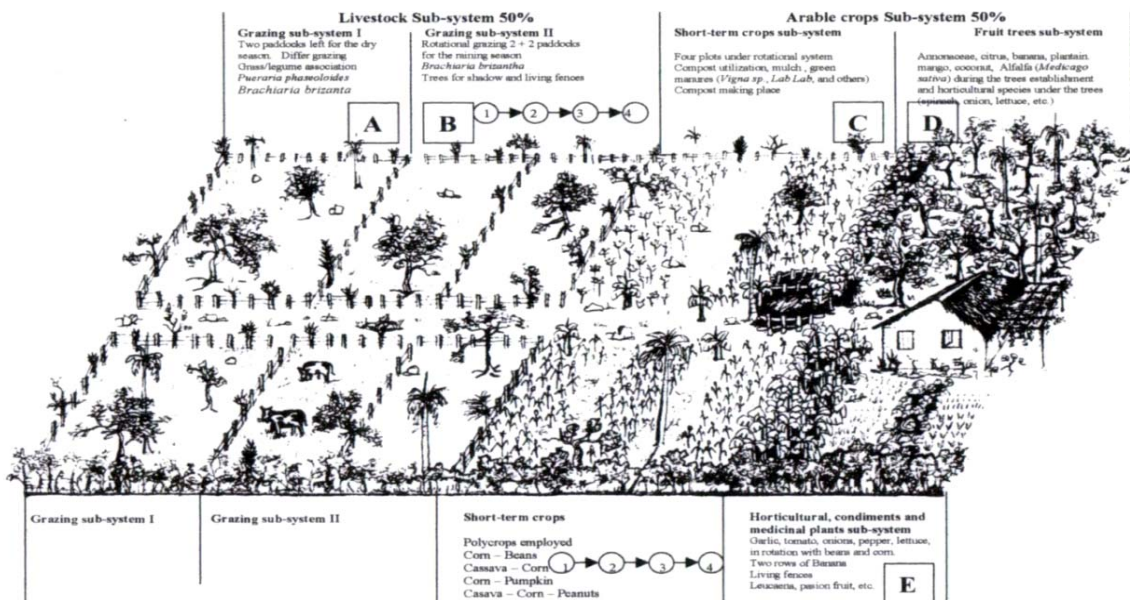 Livestock Sub-system 50%
Arable crops Sub-system 50%
Grazing sub-system I
Two paddocks left for the dry
season. Differ grazing
Grass/legume association
Pueraria phaseoloides
Brachiaria brizanta
A
Grazing sub-system II
Rotational grazing 2 + 2 paddocks
for the raining season
Brachiaria brizantha
Trees for shadow and living fences
B
1
2
3
4
Short-term crops sub-system
Four plots under rotational system
Compost utilization, mulch , green
manures (Vigna sp., Lab Lab, and others)
Compost making place
C
Fruit trees sub-system
Annonaceae, citrus, banana, plantain
mango, coconut, Alfalfa (Medicago
sativa) during the trees establishment
and horticultural species under the trees
(spinach, onion, lettuce, etc.)
D
Grazing sub-system I
Grazing sub-system II
Short-term crops
Polycrops employed
Corn – Beans
Cassava – Corn
Corn – Pumpkin
Casava – Corn – Peanuts
1
2
3
4
Horticultural, condiments and
medicinal plants sub-system
Garlic, tomato, onions, pepper, lettuce,
in rotation with beans and corn.
Two rows of Banana
Living fences
Leucaena, pasion fruit, etc.
E